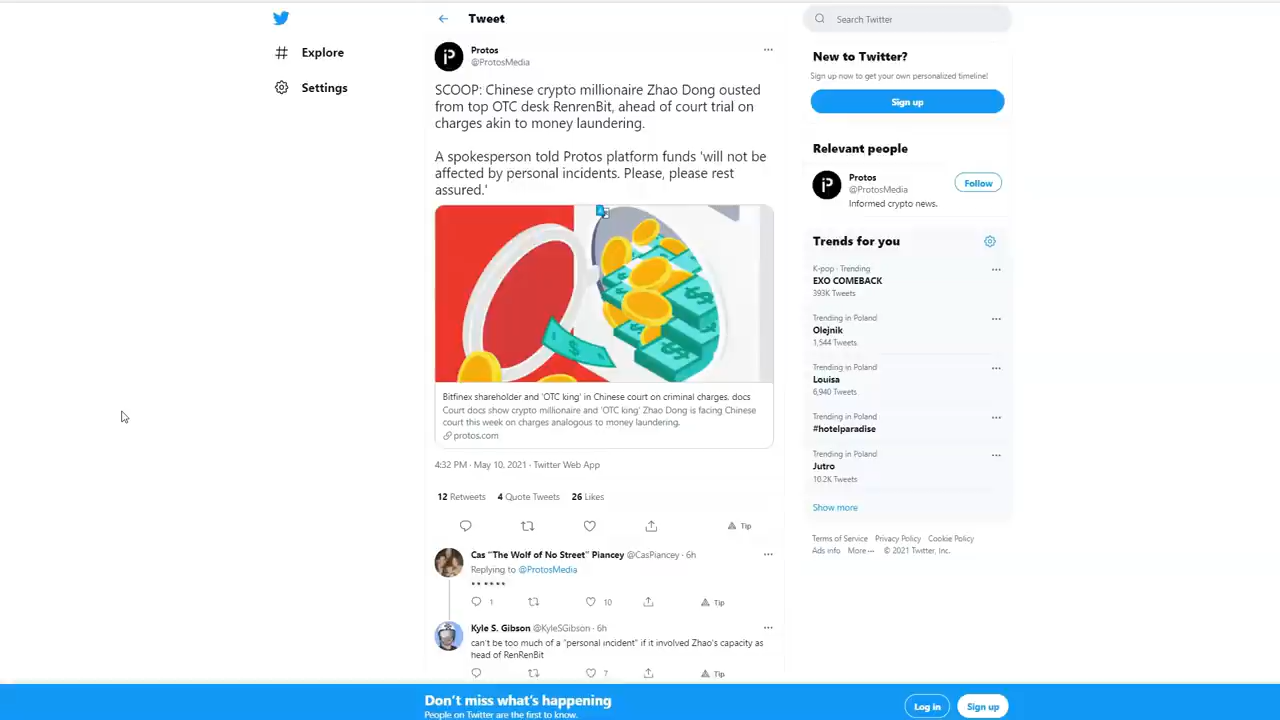 Tweet
Search Twitter
Explore
Settings
Protos
@ProtosMedia
SCOOP: Chinese crypto millionaire Zhao Dong ousted
from top OTC desk RenrenBit, ahead of court trial on
charges akin to money laundering.
A spokesperson told Protos platform funds 'will not be
affected by personal incidents. Please, please rest
assured.'
Bitfinex shareholder and 'OTC king' in Chinese court on criminal charges. docs
Court docs show crypto millionaire and 'OTC king' Zhao Dong is facing Chinese
court this week on charges analogous to money laundering.
protos.com
4:32 PM · May 10, 2021 · Twitter Web App
12 Retweets 4 Quote Tweets 26 Likes
Tip
Cas "The Wolf of No Street" Piancey @CasPiancey · 6h
Replying to @ProtosMedia
1 10 Tip
Kyle S. Gibson @KyleSGibson · 6h
can't be too much of a "personal incident" if it involved Zhao's capacity as
head of RenRenBit
7 Tip
New to Twitter?
Sign up now to get your own personalized timeline!
Sign up
Relevant people
Protos
@ProtosMedia
Follow
Informed crypto news.
Trends for you
K-pop · Trending
EXO COMEBACK
393K Tweets
Trending in Poland
Olejnik
1,544 Tweets
Trending in Poland
Louisa
6,940 Tweets
Trending in Poland
#hotelparadise
Trending in Poland
Jutro
10.2K Tweets
Show more
Terms of Service Privacy Policy Cookie Policy
Ads info More ··· © 2021 Twitter, Inc.
Don't miss what's happening
People on Twitter are the first to know.
Log in
Sign up